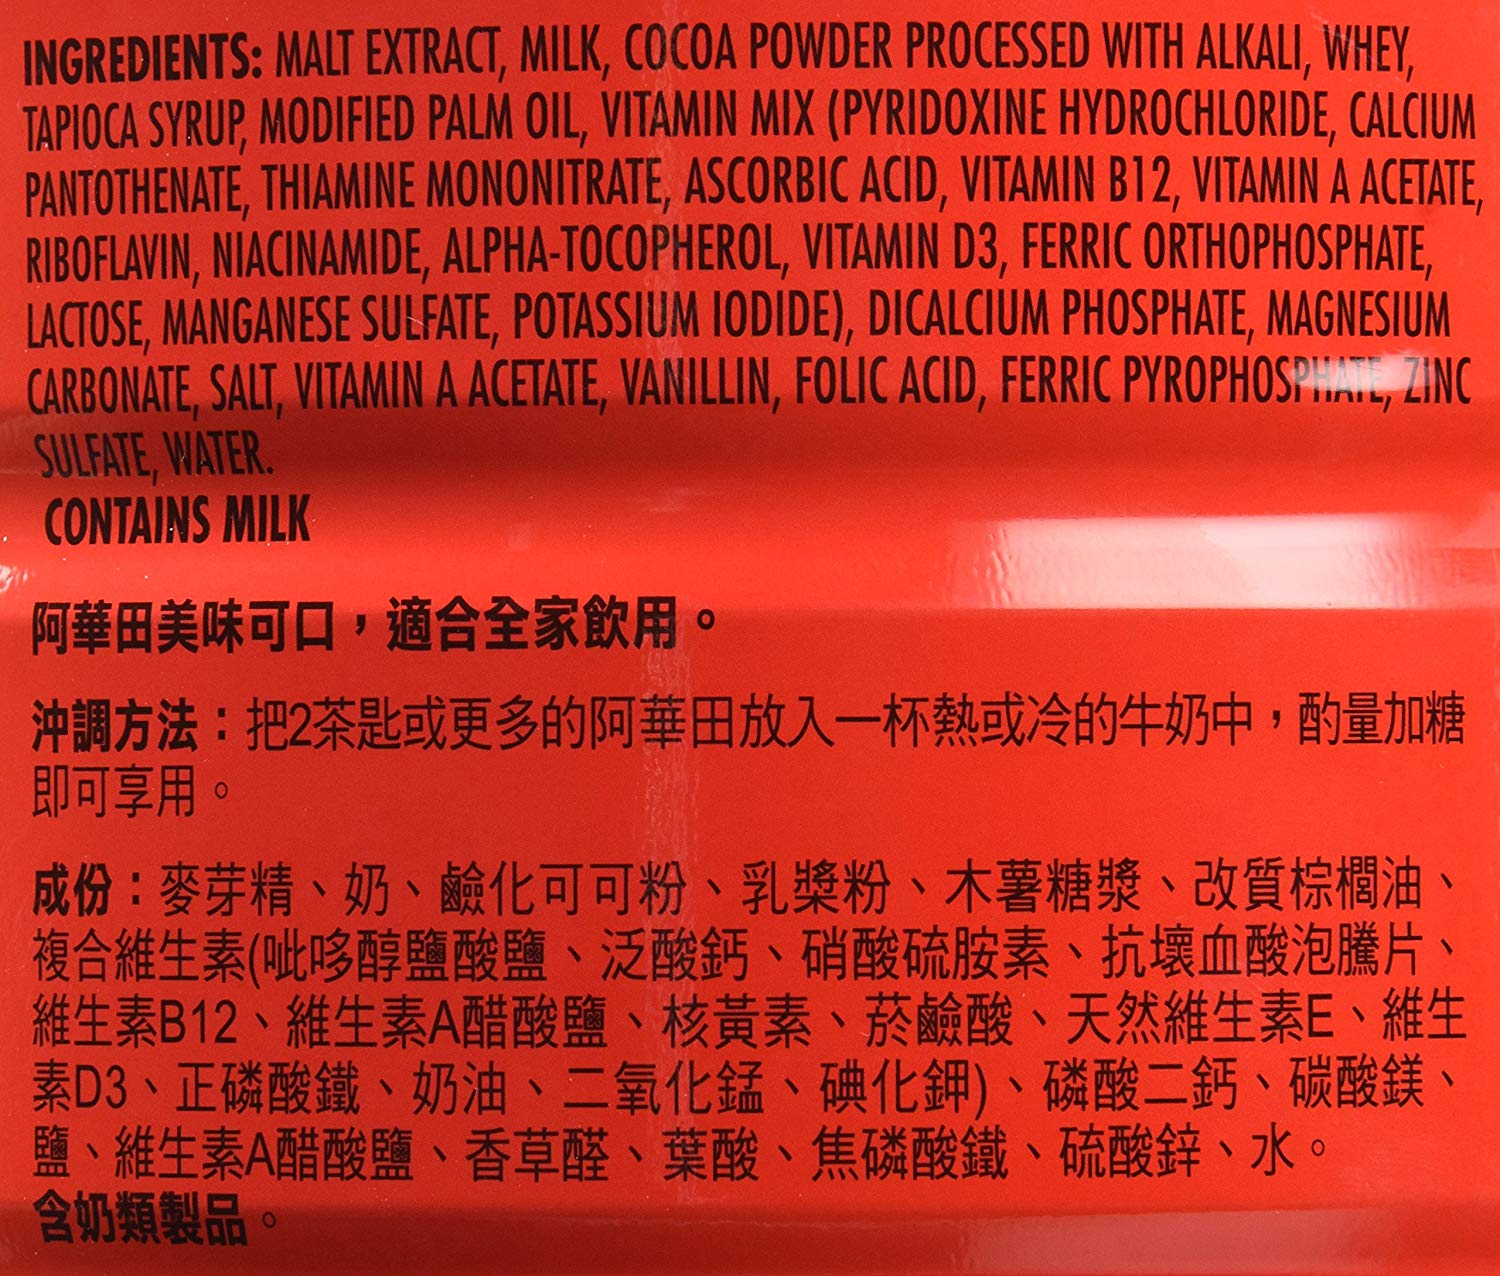 INGREDIENTS: MALT EXTRACT, MILK, COCOA POWDER PROCESSED WITH ALKALI, WHEY,
TAPIOCA SYRUP, MODIFIED PALM OIL, VITAMIN MIX (PYRIDOXINE HYDROCHLORIDE, CALCIUM
PANTOTHENATE, THIAMINE MONONITRATE, ASCORBIC ACID, VITAMIN B12, VITAMIN A ACETATE,
RIBOFLAVIN, NIACINAMIDE, ALPHA-TOCOPHEROL, VITAMIN D3, FERRIC ORTHOPHOSPHATE,
LACTOSE, MANGANESE SULFATE, POTASSIUM IODIDE), DICALCIUM PHOSPHATE, MAGNESIUM
CARBONATE, SALT, VITAMIN A ACETATE, VANILLIN, FOLIC ACID, FERRIC PYROPHOSPHATE, ZINC
SULFATE, WATER.
CONTAINS MILK
阿華田美味可口，適合全家飲用。
沖調方法：把2茶匙或更多的阿華田放入一杯熱或冷的牛奶中，酌量加糖
即可享用。
成份：麥芽精、奶、鹼化可可粉、乳漿粉、木薯糖漿、改質棕櫚油、
複合維生素(吡哆醇鹽酸鹽、泛酸鈣、硝酸硫胺素、抗壞血酸泡騰片、
維生素B12、維生素A醋酸鹽、核黃素、菸鹼酸、天然維生素E、維生
素D3、正磷酸鐵、奶油、二氧化錳、碘化鉀)、磷酸二鈣、碳酸鎂、
鹽、維生素A醋酸鹽、香草醛、葉酸、焦磷酸鐵、硫酸鋅、水。
含奶類製品。